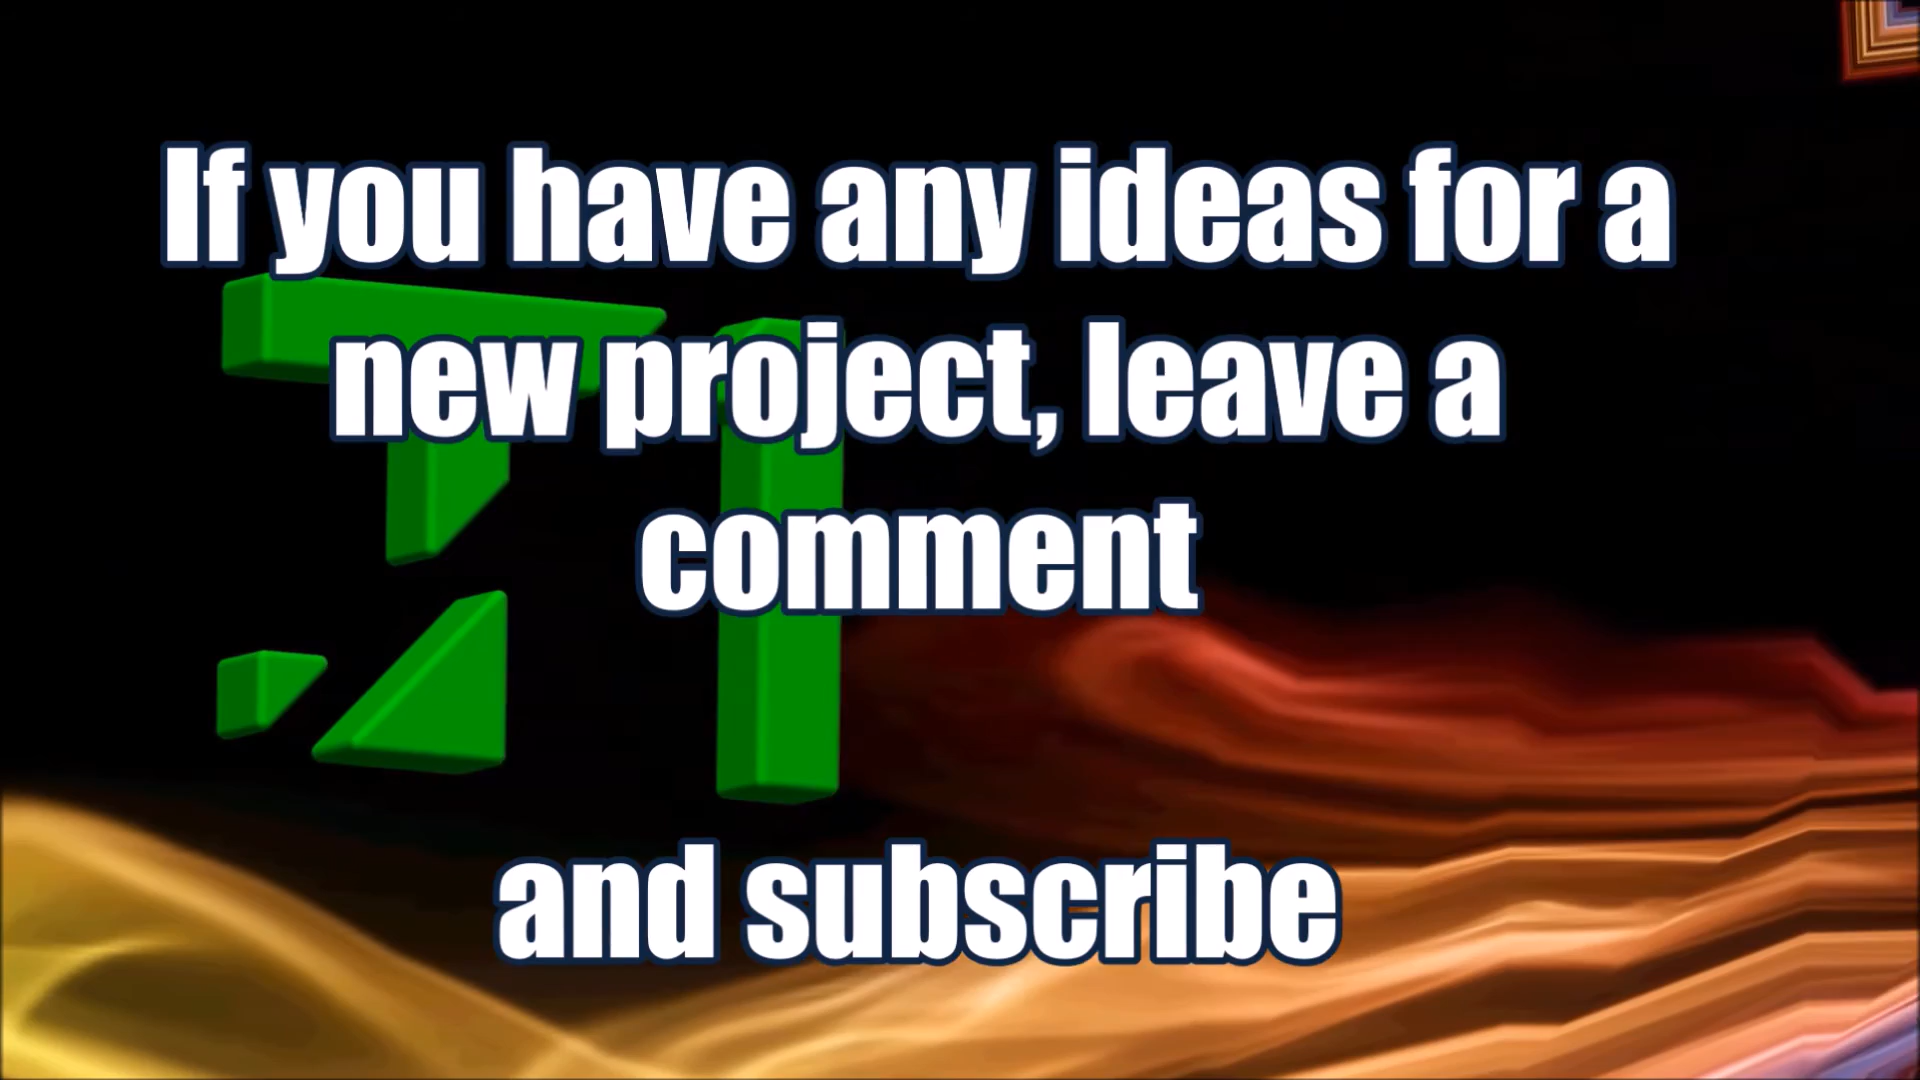 If you have any ideas for a
new project, leave a
comment
and subscribe